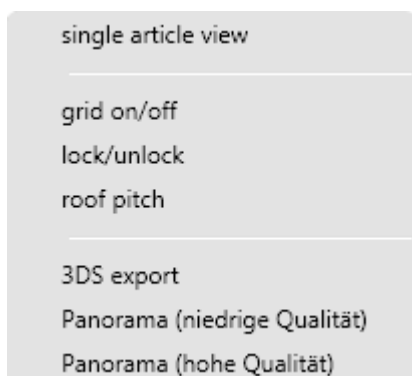 single article view
grid on/off
lock/unlock
roof pitch
3DS export
Panorama (niedrige Qualität)
Panorama (hohe Qualität)